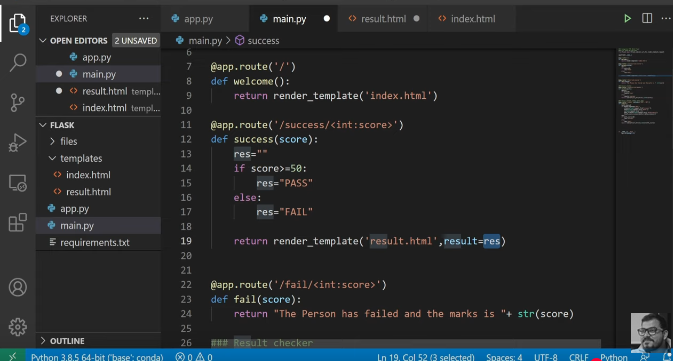 EXPLORER
OPEN EDITORS 2 UNSAVED
app.py
main.py
result.html templ...
index.html templ...
FLASK
files
templates
index.html
result.html
app.py
main.py
requirements.txt
OUTLINE
app.py main.py result.html index.html
main.py > success
6
7 @app.route('/')
8 def welcome():
9 return render_template('index.html')
10
11 @app.route('/success/<int:score>')
12 def success(score):
13 res=""
14 if score>=50:
15 res="PASS"
16 else:
17 res="FAIL"
18
19 return render_template('result.html',result=res)
20
21
22 @app.route('/fail/<int:score>')
23 def fail(score):
24 return "The Person has failed and the marks is "+ str(score)
25
26 ### Result checker
2
Python 3.8.5 64-bit ('base': conda) 0 0 Ln 19, Col 52 (3 selected) Spaces: 4 UTF-8 CRLF Python